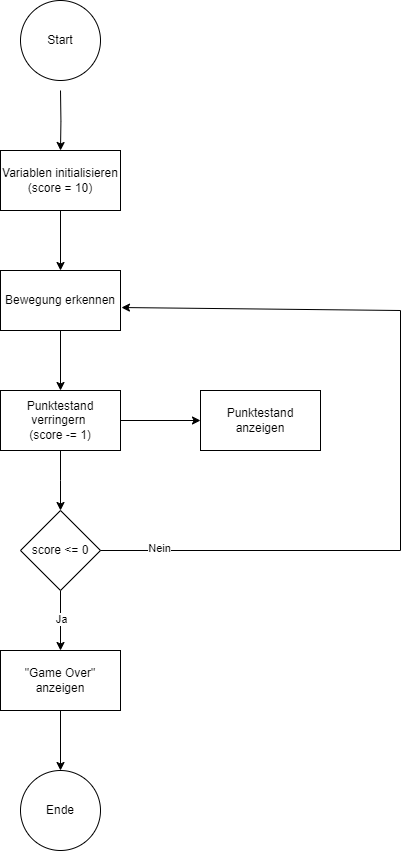 Start
Variablen initialisieren
(score = 10)
Bewegung erkennen
Punktestand
verringern
(score -= 1)
Punktestand
anzeigen
score <= 0
Nein
Ja
"Game Over"
anzeigen
Ende